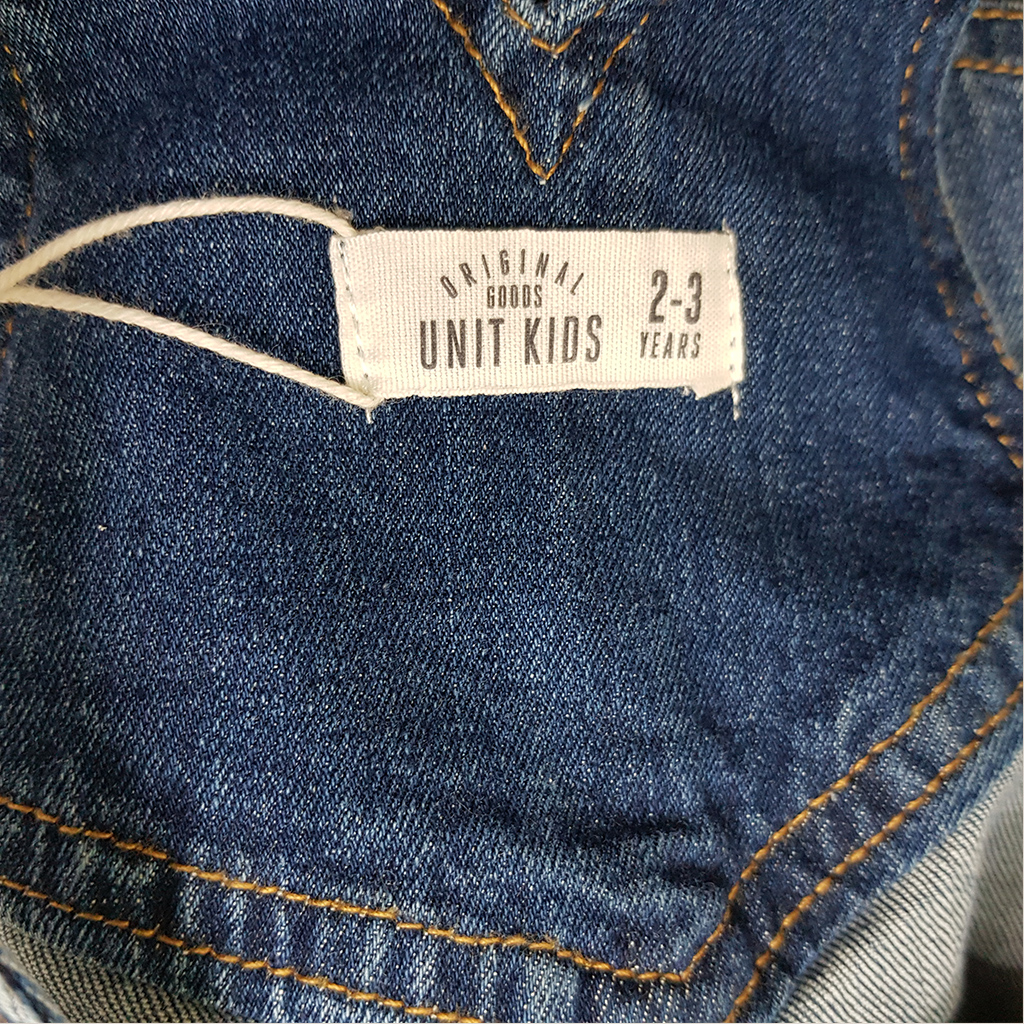 ORIGINAL
GOODS
UNIT KIDS
2-3
YEARS